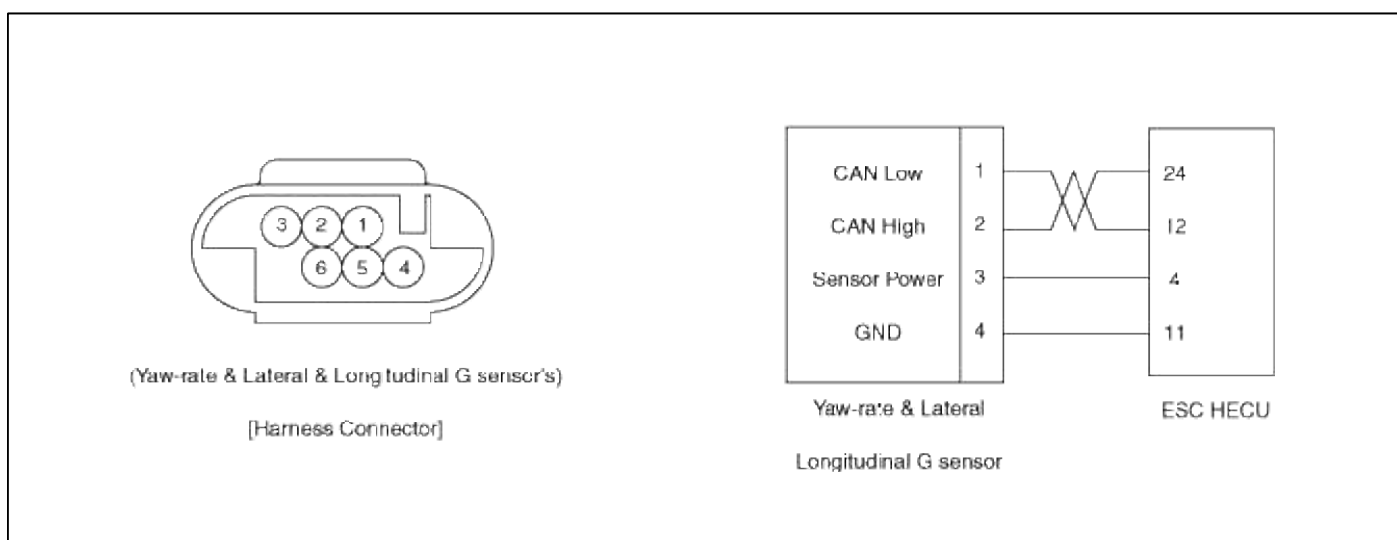 3 2 1
6 5 4
(Yaw-rate & Lateral & Longitudinal G sensor's)
[Harness Connector]
CAN Low 1 24
CAN High 2 12
Sensor Power 3 4
GND 4 11
Yaw-rate & Lateral
Longitudinal G sensor
ESC HECU